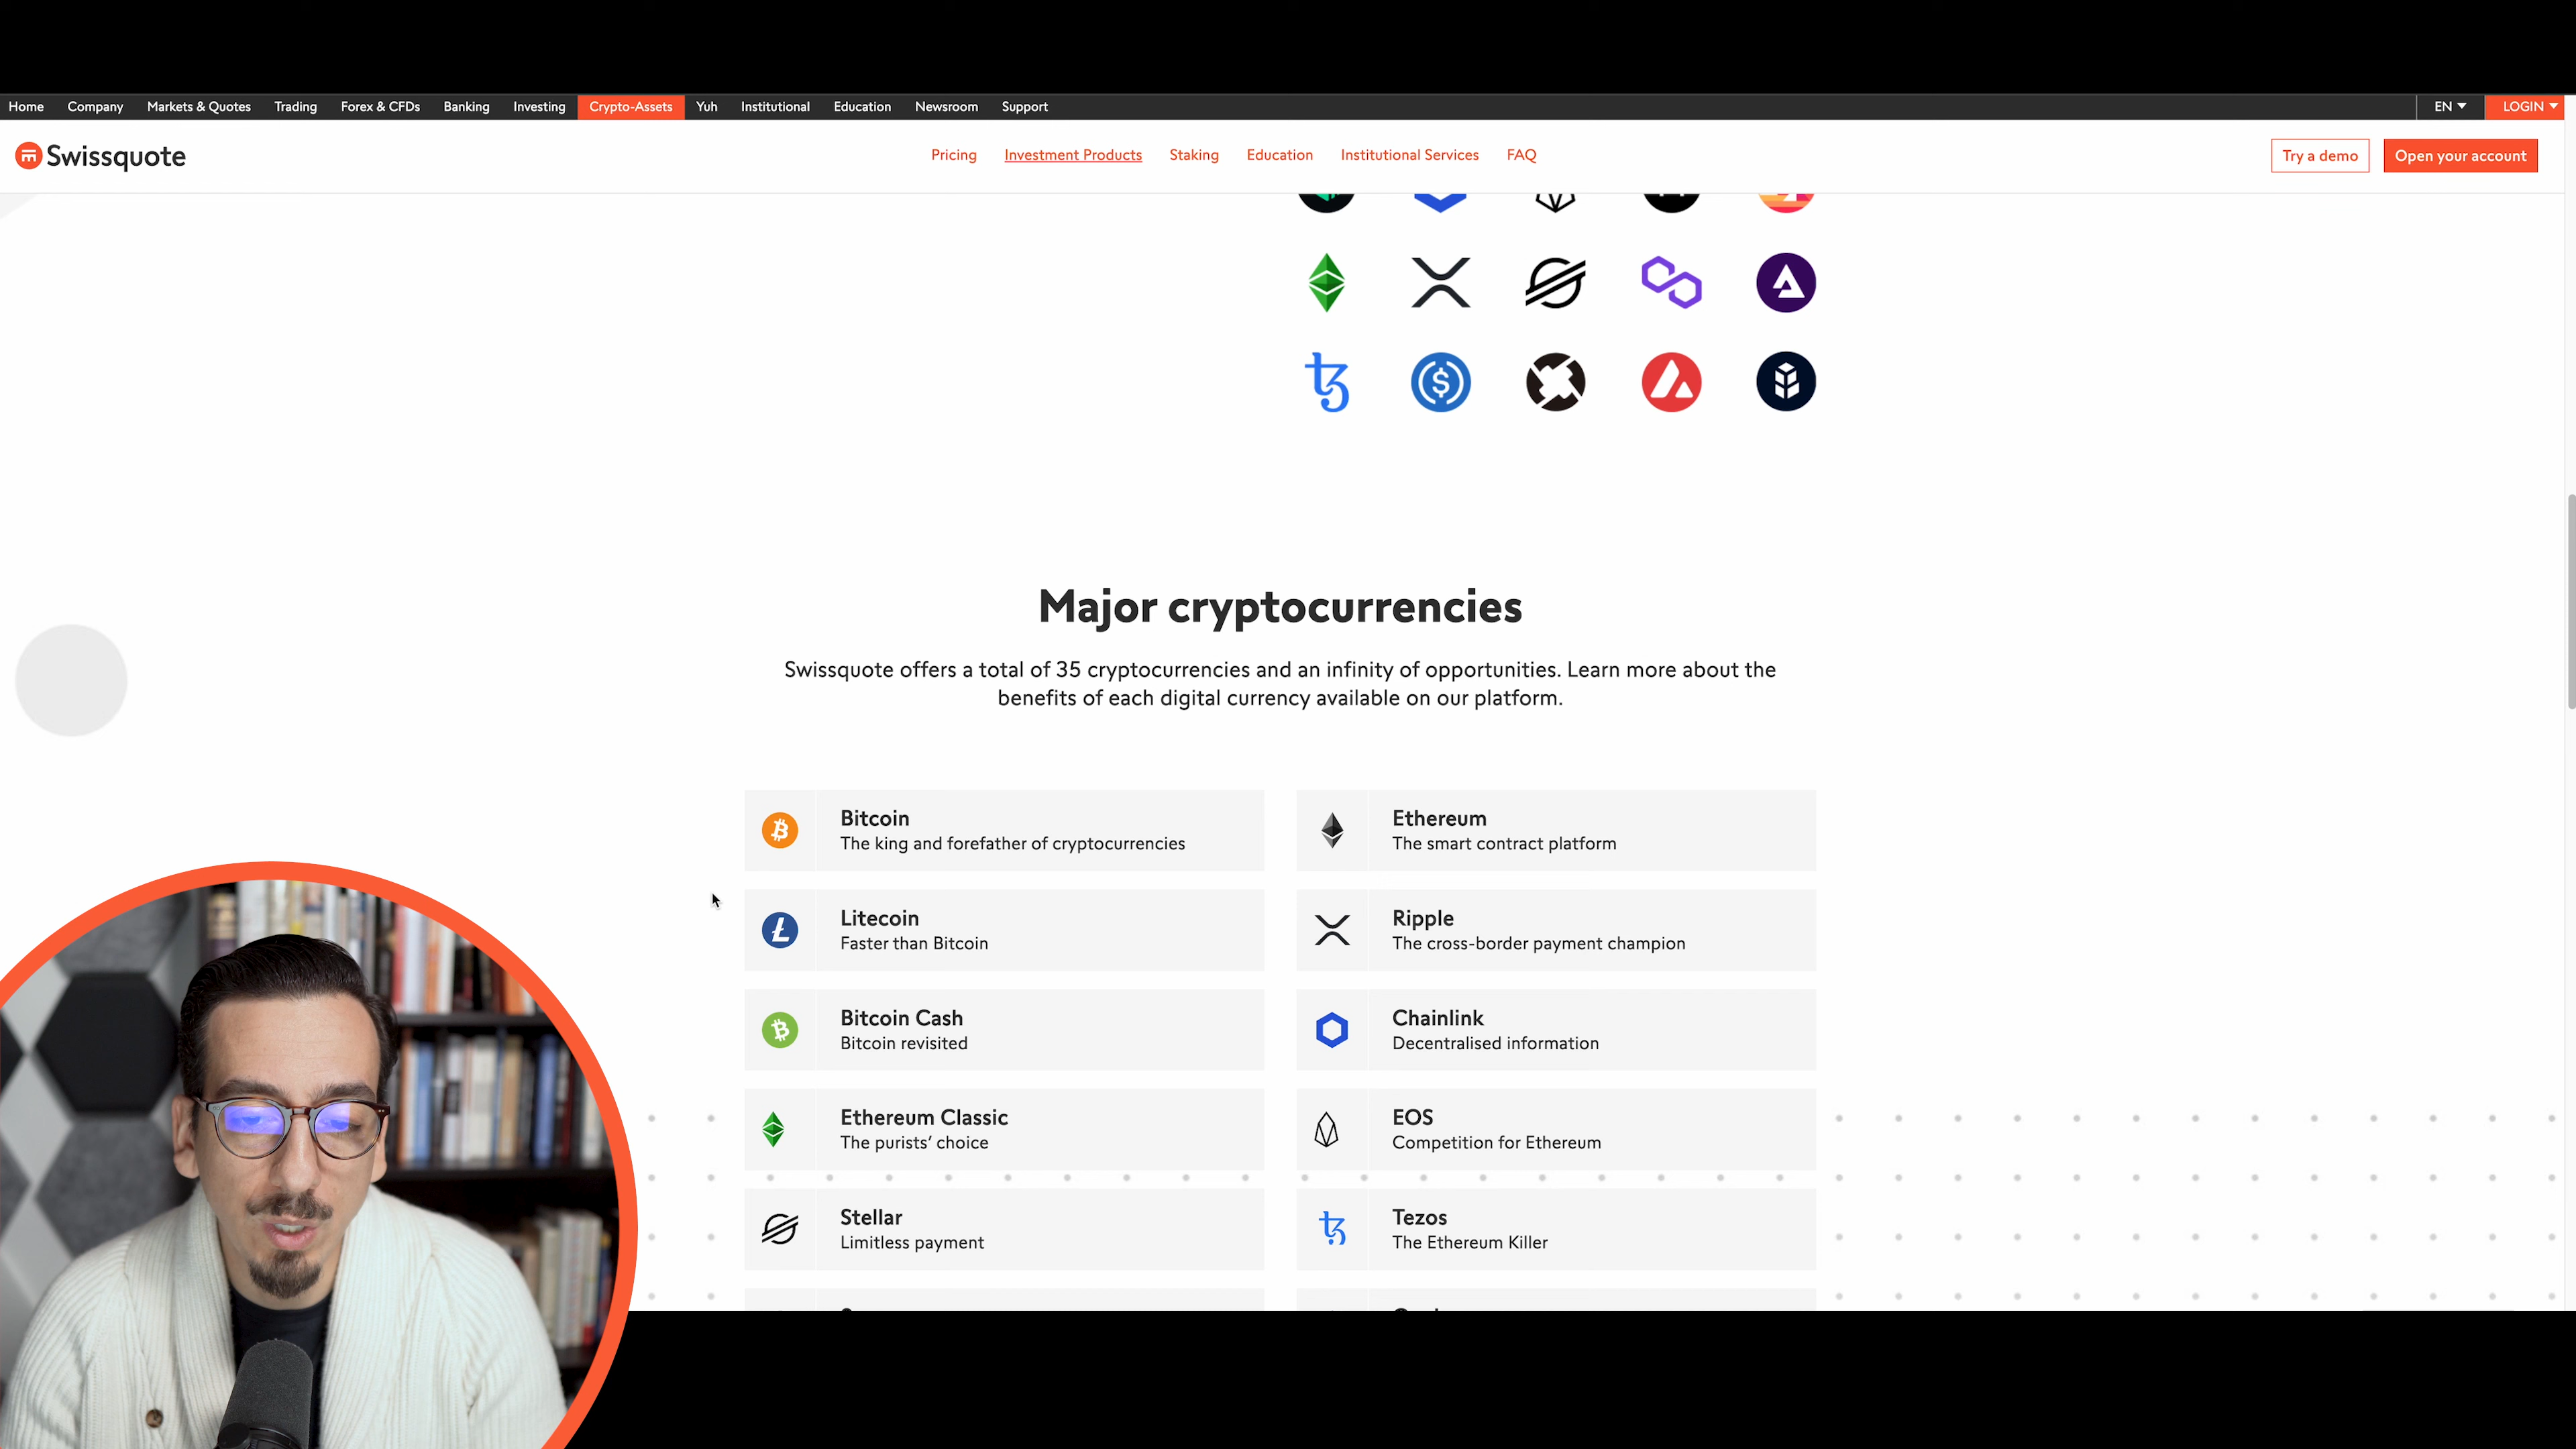 Home Company Markets & Quotes Trading Forex & CFDs Banking Investing Crypto-Assets Yuh Institutional Education Newsroom Support EN LOGIN
Swissquote Pricing Investment Products Staking Education Institutional Services FAQ Try a demo Open your account
Major cryptocurrencies
Swissquote offers a total of 35 cryptocurrencies and an infinity of opportunities. Learn more about the
benefits of each digital currency available on our platform.
Bitcoin
The king and forefather of cryptocurrencies
Ethereum
The smart contract platform
Litecoin
Faster than Bitcoin
Ripple
The cross-border payment champion
Bitcoin Cash
Bitcoin revisited
Chainlink
Decentralised information
Ethereum Classic
The purists’ choice
EOS
Competition for Ethereum
Stellar
Limitless payment
Tezos
The Ethereum Killer